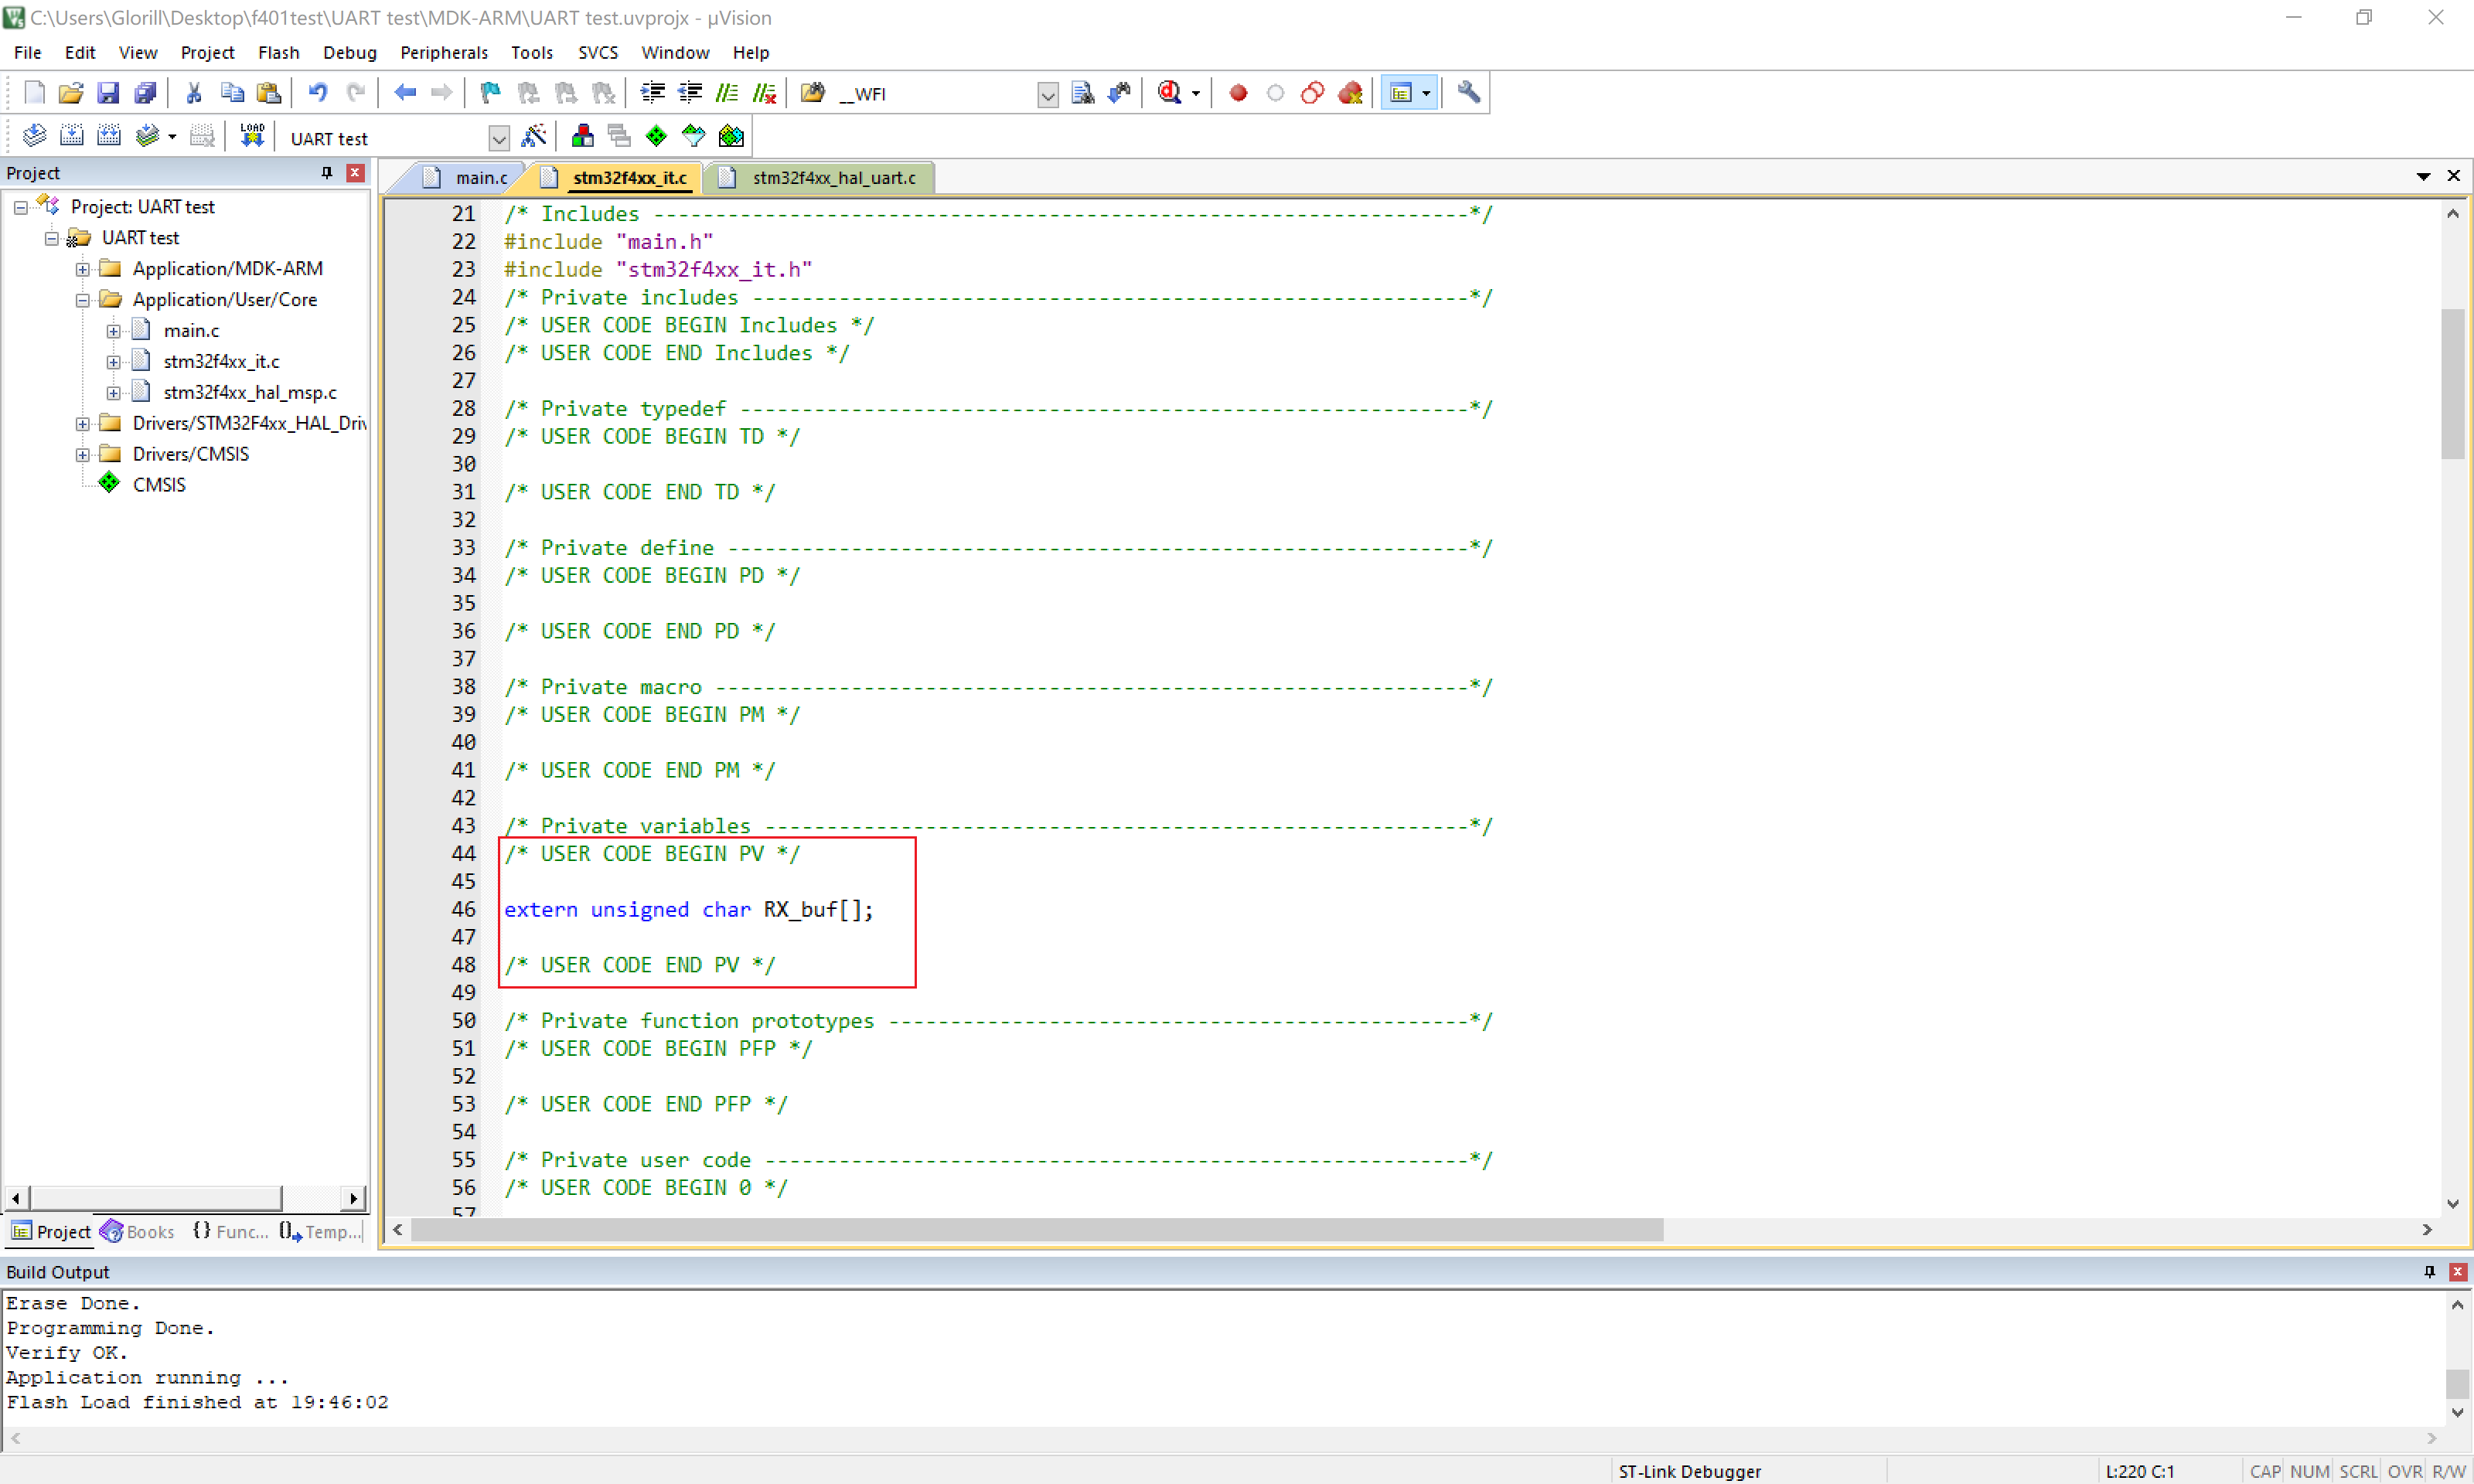 C:\Users\Glorill\Desktop\f401test\UART test\MDK-ARM\UART test.uvprojx - µVision
File Edit View Project Flash Debug Peripherals Tools SVCS Window Help
__WFI
LOAD UART test
Project
Project: UART test
UART test
Application/MDK-ARM
Application/User/Core
main.c
stm32f4xx_it.c
stm32f4xx_hal_msp.c
Drivers/STM32F4xx_HAL_Driv
Drivers/CMSIS
CMSIS
Project Books Func... Temp...
main.c stm32f4xx_it.c stm32f4xx_hal_uart.c
21 /* Includes ------------------------------------------------------------------*/
22 #include "main.h"
23 #include "stm32f4xx_it.h"
24 /* Private includes ----------------------------------------------------------*/
25 /* USER CODE BEGIN Includes */
26 /* USER CODE END Includes */
27
28 /* Private typedef -----------------------------------------------------------*/
29 /* USER CODE BEGIN TD */
30
31 /* USER CODE END TD */
32
33 /* Private define ------------------------------------------------------------*/
34 /* USER CODE BEGIN PD */
35
36 /* USER CODE END PD */
37
38 /* Private macro -------------------------------------------------------------*/
39 /* USER CODE BEGIN PM */
40
41 /* USER CODE END PM */
42
43 /* Private variables ---------------------------------------------------------*/
44 /* USER CODE BEGIN PV */
45
46 extern unsigned char RX_buf[];
47
48 /* USER CODE END PV */
49
50 /* Private function prototypes -----------------------------------------------*/
51 /* USER CODE BEGIN PFP */
52
53 /* USER CODE END PFP */
54
55 /* Private user code ---------------------------------------------------------*/
56 /* USER CODE BEGIN 0 */
57
Build Output
Erase Done.
Programming Done.
Verify OK.
Application running ...
Flash Load finished at 19:46:02
ST-Link Debugger L:220 C:1 CAP NUM SCRL OVR R/W